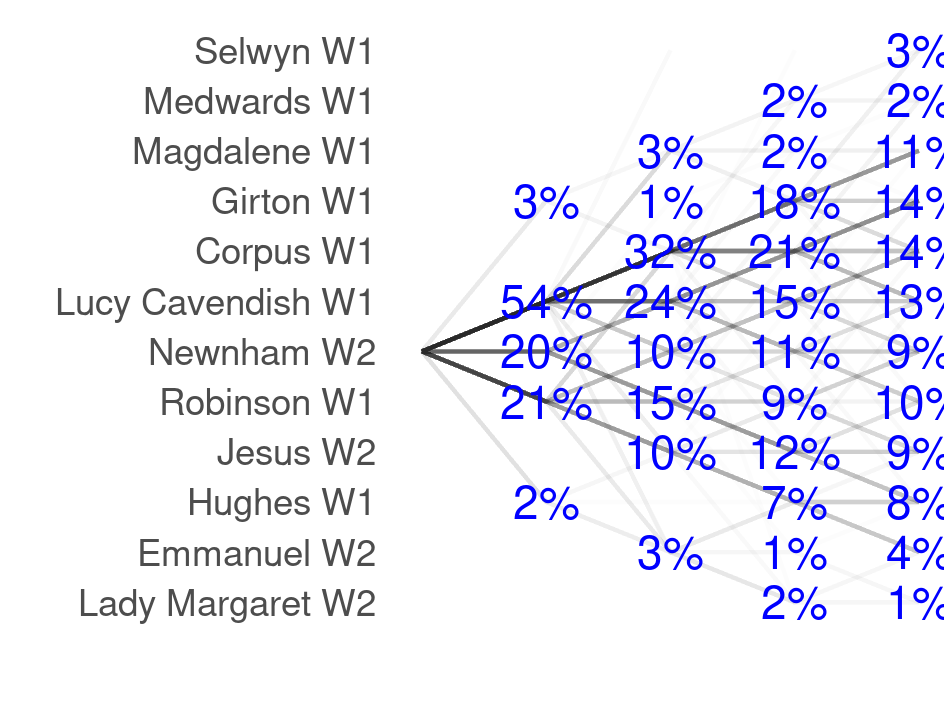 Selwyn W1 3%
Medwards W1 2% 2%
Magdalene W1 3% 2% 11%
Girton W1 3% 1% 18% 14%
Corpus W1 32% 21% 14%
Lucy Cavendish W1 54% 24% 15% 13%
Newnham W2 20% 10% 11% 9%
Robinson W1 21% 15% 9% 10%
Jesus W2 10% 12% 9%
Hughes W1 2% 7% 8%
Emmanuel W2 3% 1% 4%
Lady Margaret W2 2% 1%